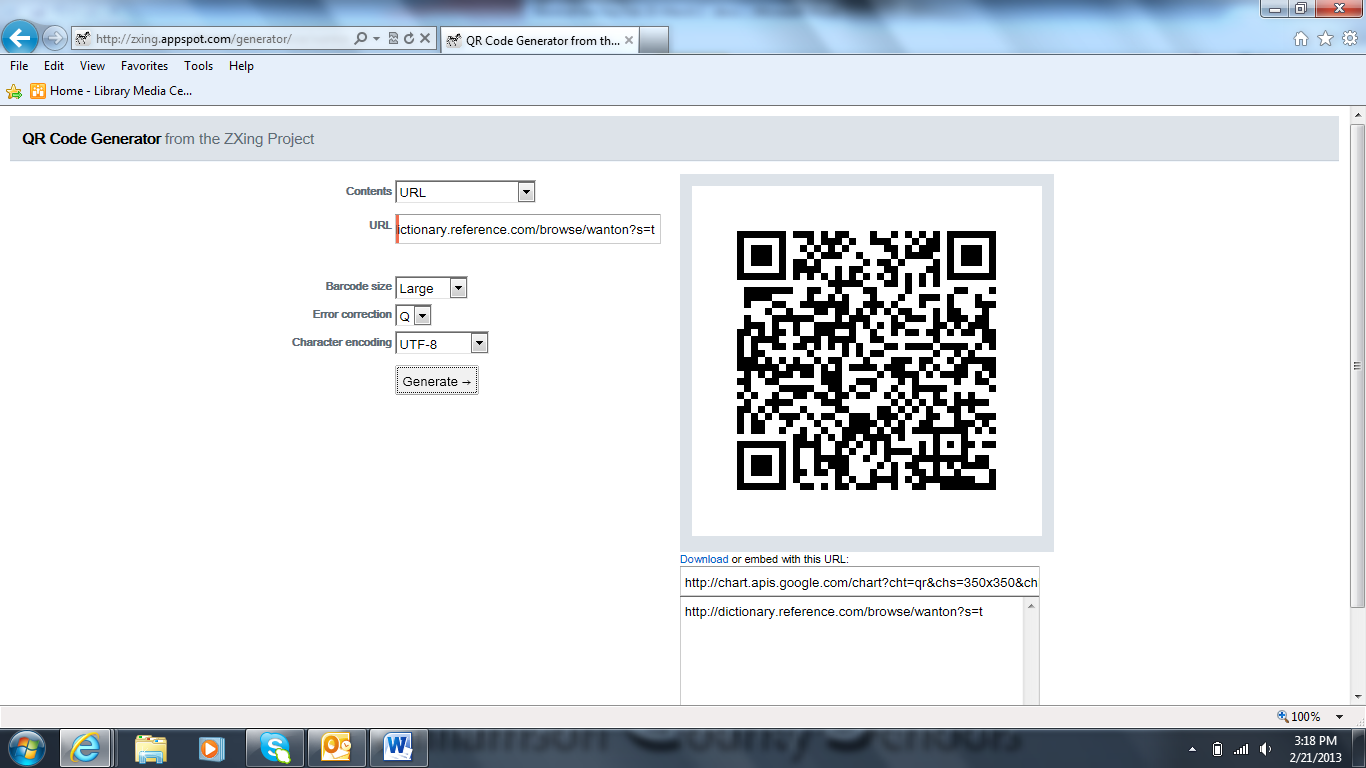 http://zxing.appspot.com/generator/
QR Code Generator from th...
File Edit View Favorites Tools Help
Home - Library Media Ce...
QR Code Generator from the ZXing Project
Contents URL
URL ictionary.reference.com/browse/wanton?s=t
Barcode size Large
Error correction Q
Character encoding UTF-8
Generate →
Download or embed with this URL:
http://chart.apis.google.com/chart?cht=qr&chs=350x350&ch
http://dictionary.reference.com/browse/wanton?s=t
100%
3:18 PM
2/21/2013